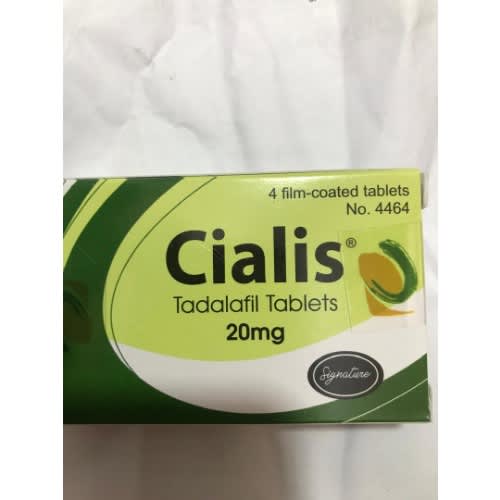 4 film-coated tablets
No. 4464
Cialis®
Tadalafil Tablets
20mg
Signature